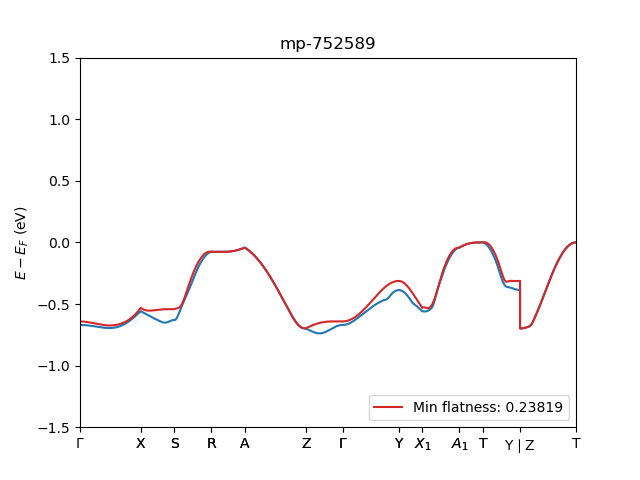 mp-752589
E − E_F (eV)
1.5
1.0
0.5
0.0
−0.5
−1.0
−1.5
Min flatness: 0.23819
Γ X S R A Z Γ Y X₁ A₁ T Y | Z T